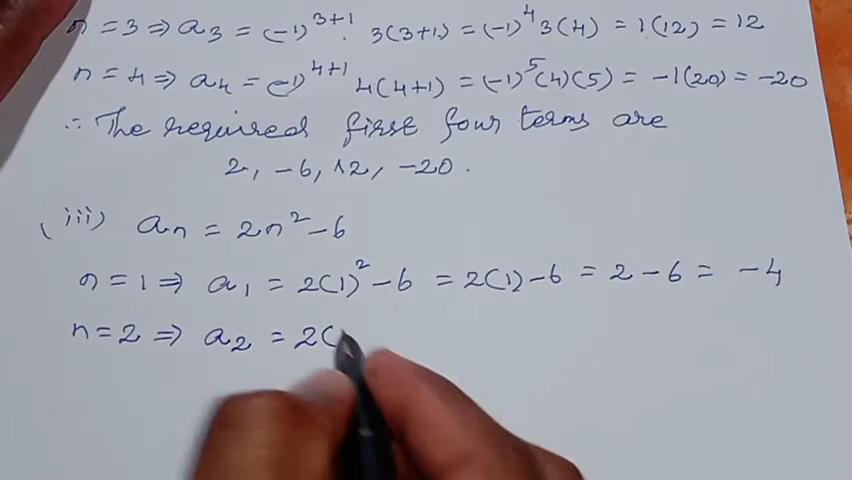 n = 3 ⇒ a₃ = (-1)³⁺¹. 3(3+1) = (-1)⁴ 3(4) = 1(12) = 12
n = 4 ⇒ a₄ = (-1)⁴⁺¹ 4(4+1) = (-1)⁵(4)(5) = -1(20) = -20
∴ The required first four terms are
2, -6, 12, -20.
(iii) aₙ = 2n² - 6
n = 1 ⇒ a₁ = 2(1)² - 6 = 2(1) - 6 = 2 - 6 = -4
n = 2 ⇒ a₂ = 2(